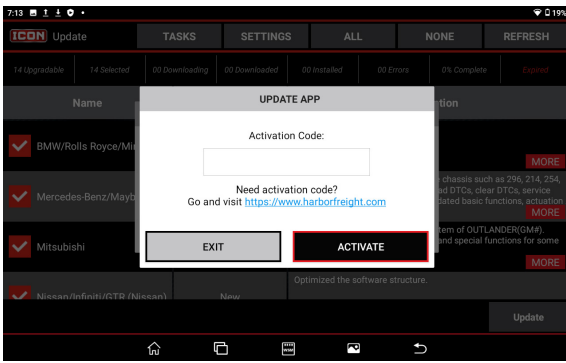 7:13
19%
ICON Update TASKS SETTINGS ALL NONE REFRESH
14 Upgradable 14 Selected 00 Downloading 00 Downloaded 00 Installed 00 Errors 0% Complete Expired
Name
tion
UPDATE APP
Activation Code:
Need activation code?
Go and visit https://www.harborfreight.com
EXIT ACTIVATE
BMW/Rolls Royce/Mi
MORE
Mercedes-Benz/Mayb
chassis such as 296, 214, 254,
ad DTCs, clear DTCs, service
dated basic functions, actuation
MORE
Mitsubishi
tem of OUTLANDER(GM#).
and special functions for some
MORE
Nissan/Infiniti/GTR (Nissan) New
Optimized the software structure.
Update